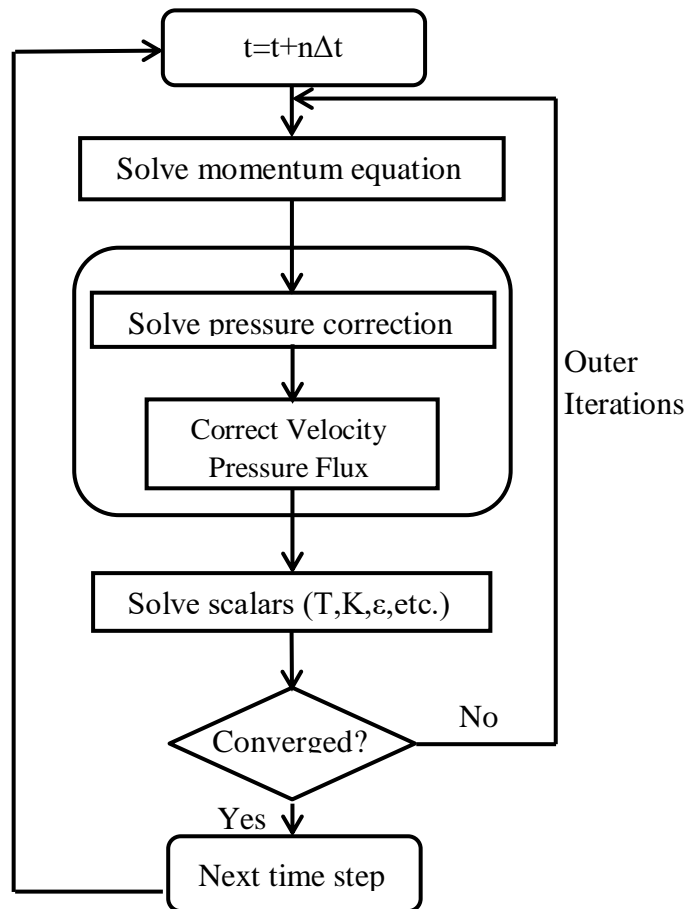 t=t+nΔt
Solve momentum equation
Solve pressure correction
Correct Velocity
Pressure Flux
Outer
Iterations
Solve scalars (T,K,ε,etc.)
Converged?
No
Yes
Next time step